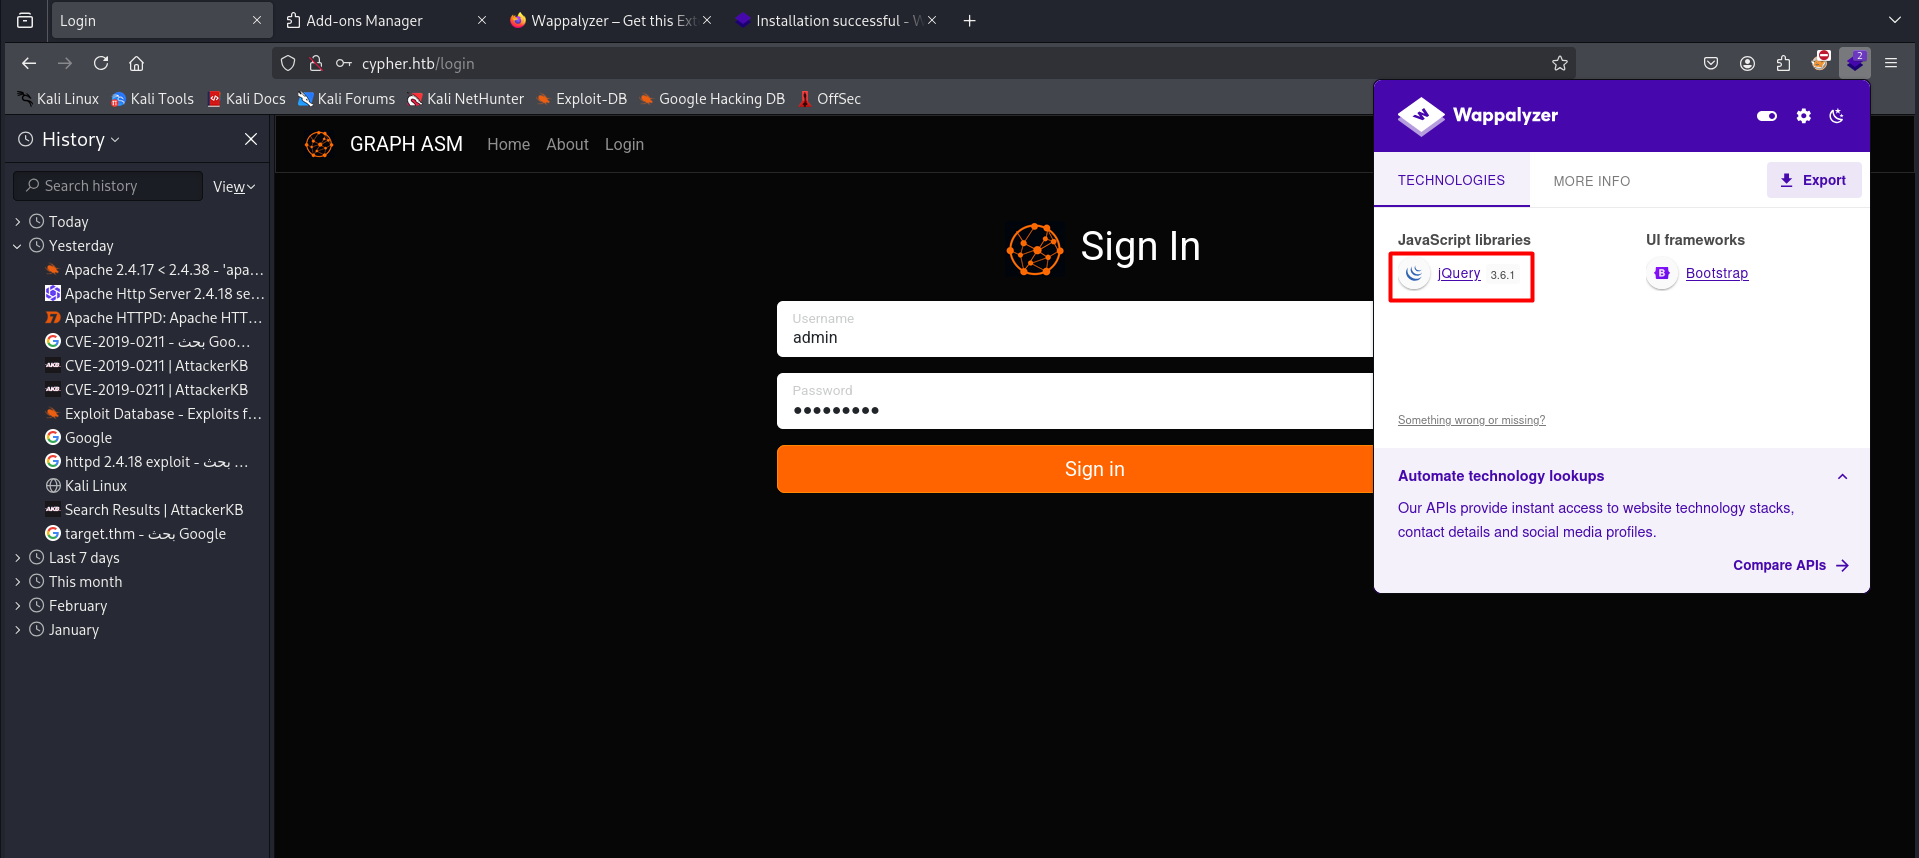 Login
Add-ons Manager
Wappalyzer – Get this Ext
Installation successful - W
cypher.htb/login
Kali Linux
Kali Tools
Kali Docs
Kali Forums
Kali NetHunter
Exploit-DB
Google Hacking DB
OffSec
2
History
Search history
View
Today
Yesterday
Apache 2.4.17 < 2.4.38 - 'apa…
Apache Http Server 2.4.18 se…
Apache HTTPD: Apache HTT…
CVE-2019-0211 - بحث Goo…
CVE-2019-0211 | AttackerKB
CVE-2019-0211 | AttackerKB
Exploit Database - Exploits f…
Google
httpd 2.4.18 exploit - بحث …
Kali Linux
Search Results | AttackerKB
target.thm - بحث Google
Last 7 days
This month
February
January
GRAPH ASM
Home
About
Login
Sign In
Username
admin
Password
Sign in
Wappalyzer
TECHNOLOGIES
MORE INFO
Export
JavaScript libraries
jQuery 3.6.1
UI frameworks
Bootstrap
Something wrong or missing?
Automate technology lookups
Our APIs provide instant access to website technology stacks,
contact details and social media profiles.
Compare APIs